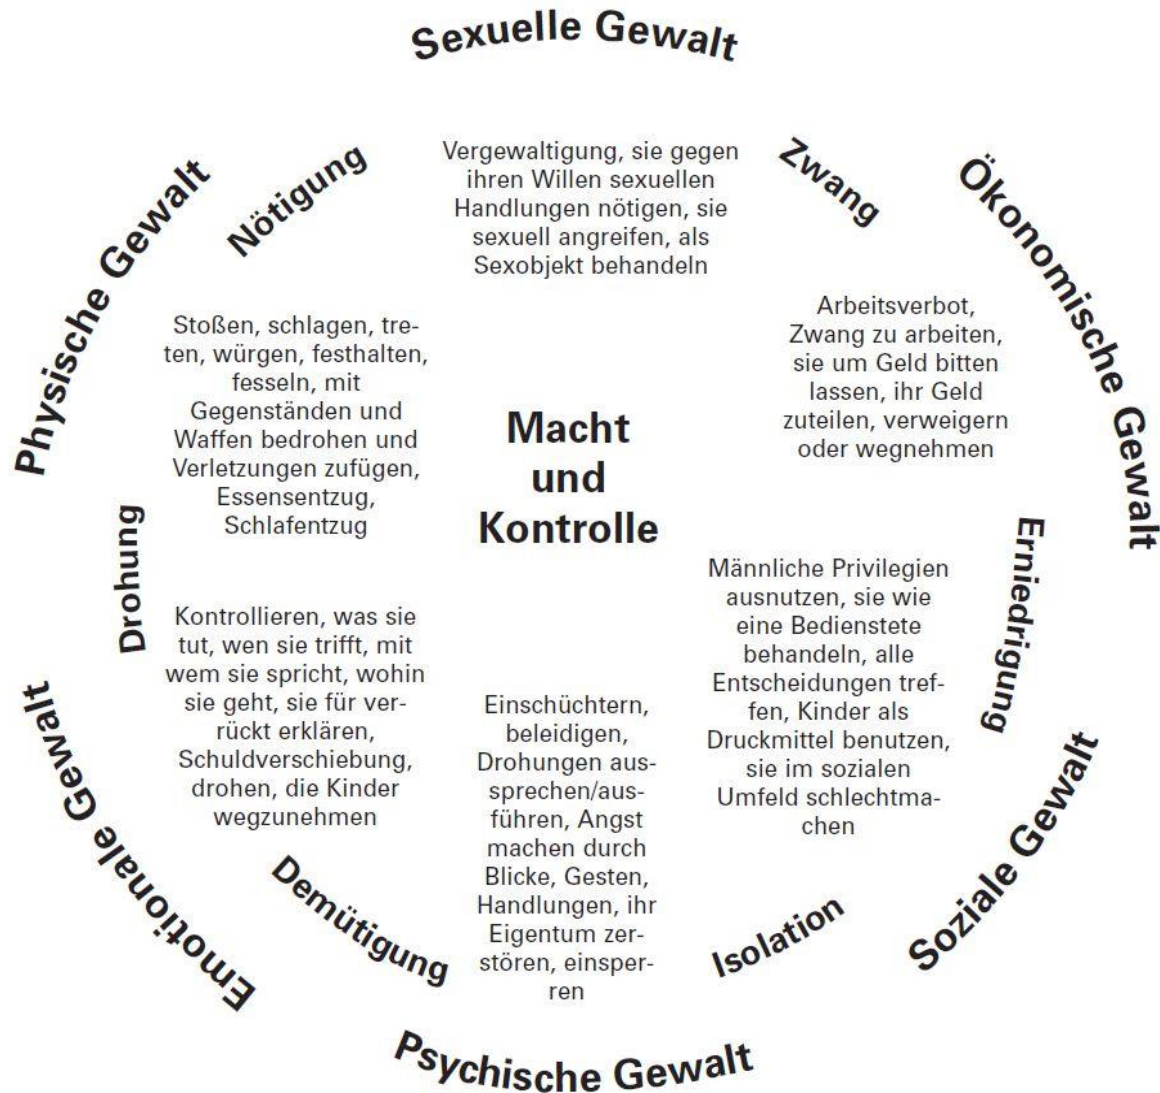 Sexuelle Gewalt
Nötigung
Vergewaltigung, sie gegen
ihren Willen sexuellen
Handlungen nötigen, sie
sexuell angreifen, als
Sexobjekt behandeln
Zwang
Physische Gewalt
Stoßen, schlagen, tre-
ten, würgen, festhalten,
fesseln, mit
Gegenständen und
Waffen bedrohen und
Verletzungen zufügen,
Essensentzug,
Schlafentzug
Macht
und
Kontrolle
Ökonomische Gewalt
Arbeitsverbot,
Zwang zu arbeiten,
sie um Geld bitten
lassen, ihr Geld
zuteilen, verweigern
oder wegnehmen
Drohung
Erniedrigung
Emotionale Gewalt
Kontrollieren, was sie
tut, wen sie trifft, mit
wem sie spricht, wohin
sie geht, sie für ver-
rückt erklären,
Schuldverschiebung,
drohen, die Kinder
wegzunehmen
Einschüchtern,
beleidigen,
Drohungen aus-
sprechen/aus-
führen, Angst
machen durch
Blicke, Gesten,
Handlungen, ihr
Eigentum zer-
stören, einsper-
ren
Männliche Privilegien
ausnutzen, sie wie
eine Bedienstete
behandeln, alle
Entscheidungen tref-
fen, Kinder als
Druckmittel benutzen,
sie im sozialen
Umfeld schlechtma-
chen
Soziale Gewalt
Demütigung
Isolation
Psychische Gewalt